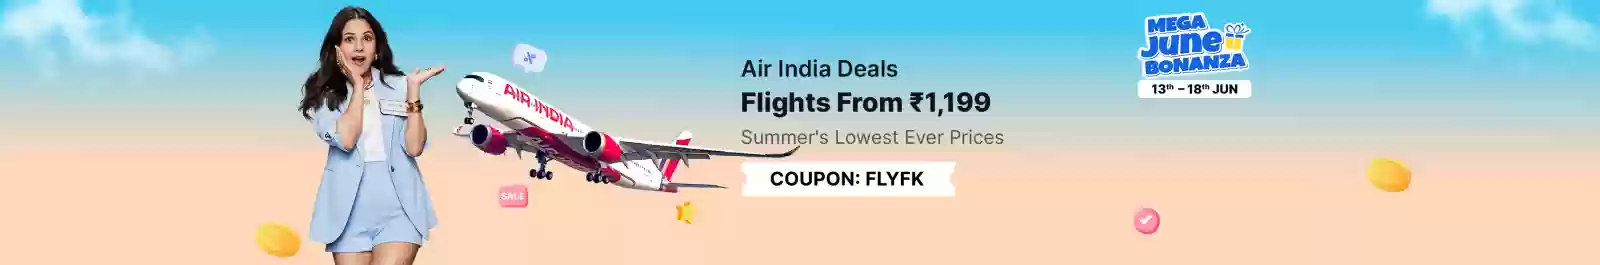 Air India Deals
Flights From ₹1,199
Summer's Lowest Ever Prices
COUPON: FLYFK
AIR INDIA
SALE
MEGA
June
BONANZA
13th – 18th JUN